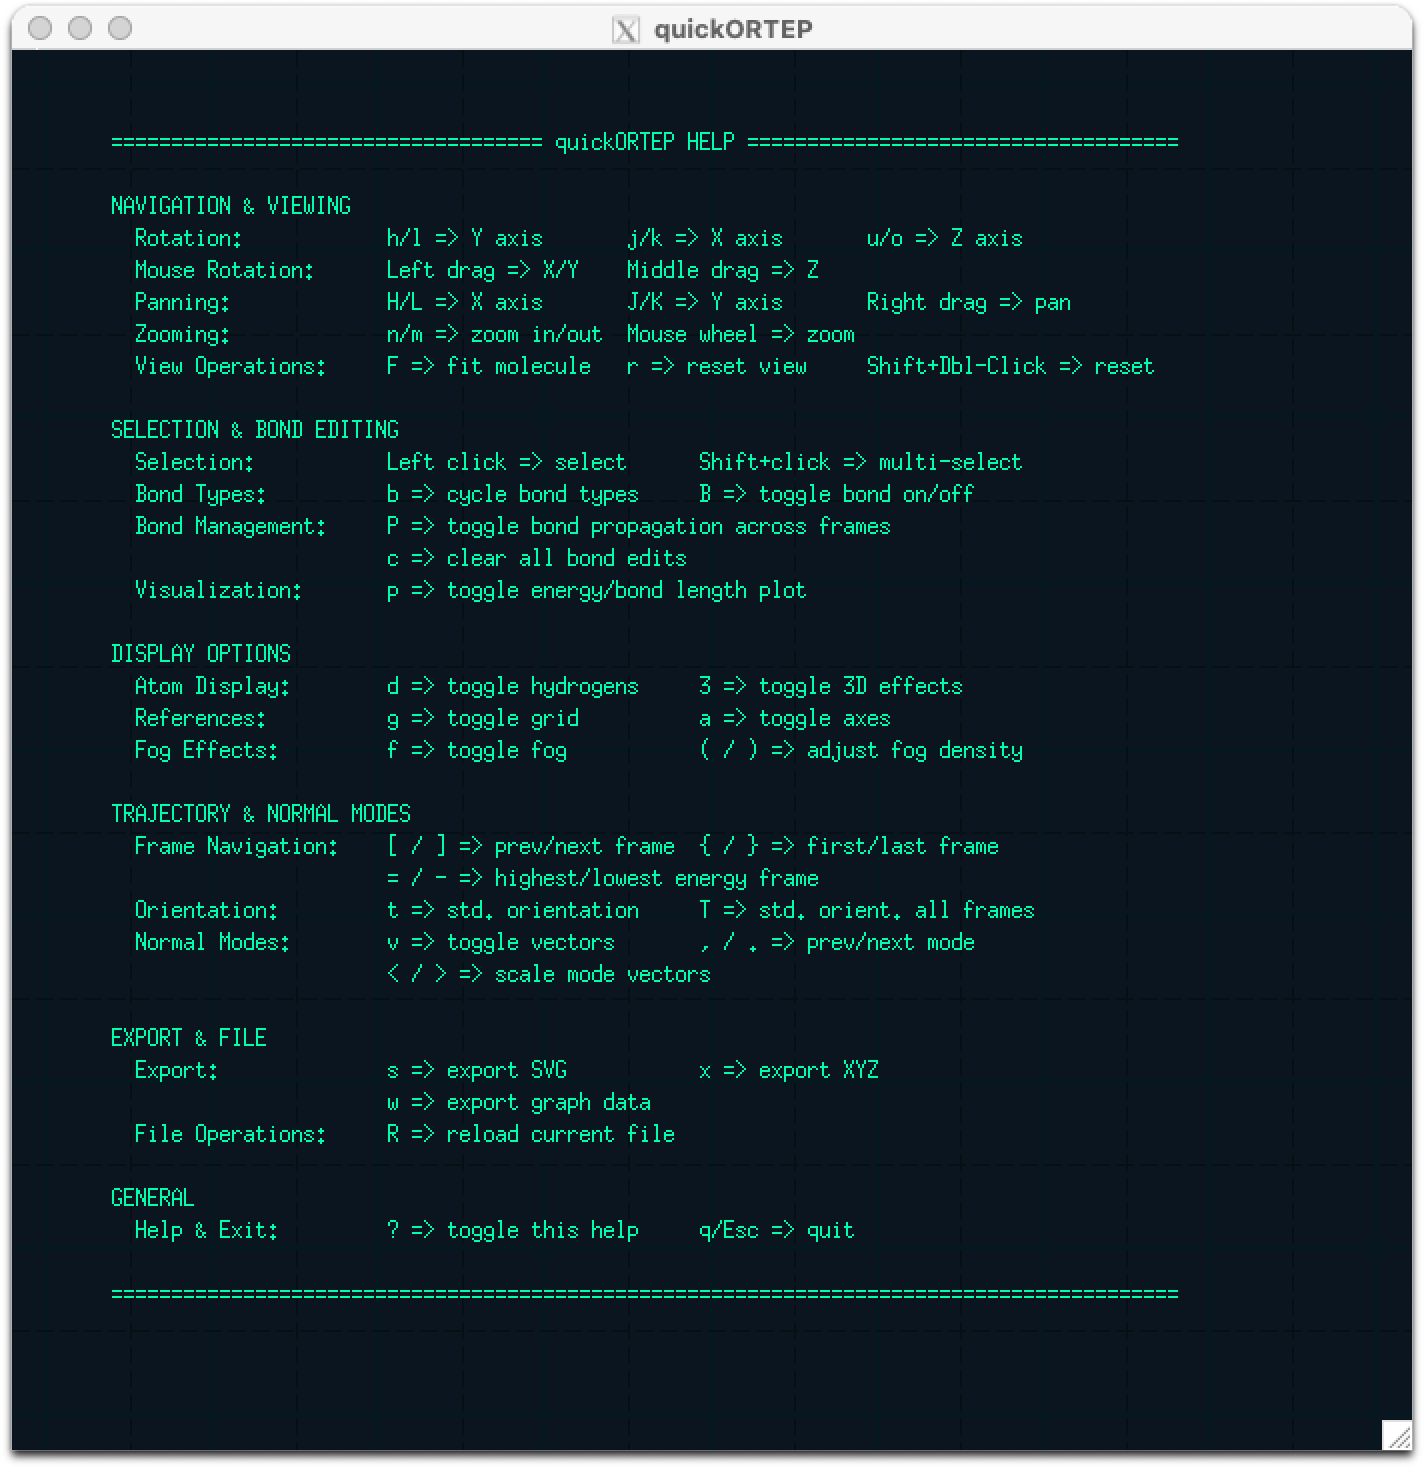 quickORTEP
==================================== quickORTEP HELP ====================================
NAVIGATION & VIEWING
  Rotation:            h/l => Y axis       j/k => X axis       u/o => Z axis
  Mouse Rotation:      Left drag => X/Y    Middle drag => Z
  Panning:             H/L => X axis       J/K => Y axis       Right drag => pan
  Zooming:             n/m => zoom in/out  Mouse wheel => zoom
  View Operations:     F => fit molecule   r => reset view     Shift+Dbl-Click => reset
SELECTION & BOND EDITING
  Selection:           Left click => select      Shift+click => multi-select
  Bond Types:          b => cycle bond types     B => toggle bond on/off
  Bond Management:     P => toggle bond propagation across frames
                       c => clear all bond edits
  Visualization:       p => toggle energy/bond length plot
DISPLAY OPTIONS
  Atom Display:        d => toggle hydrogens     3 => toggle 3D effects
  References:          g => toggle grid          a => toggle axes
  Fog Effects:         f => toggle fog           ( / ) => adjust fog density
TRAJECTORY & NORMAL MODES
  Frame Navigation:    [ / ] => prev/next frame  { / } => first/last frame
                       = / - => highest/lowest energy frame
  Orientation:         t => std. orientation     T => std. orient. all frames
  Normal Modes:        v => toggle vectors       , / . => prev/next mode
                       < / > => scale mode vectors
EXPORT & FILE
  Export:              s => export SVG           x => export XYZ
                       w => export graph data
  File Operations:     R => reload current file
GENERAL
  Help & Exit:         ? => toggle this help     q/Esc => quit
=========================================================================================